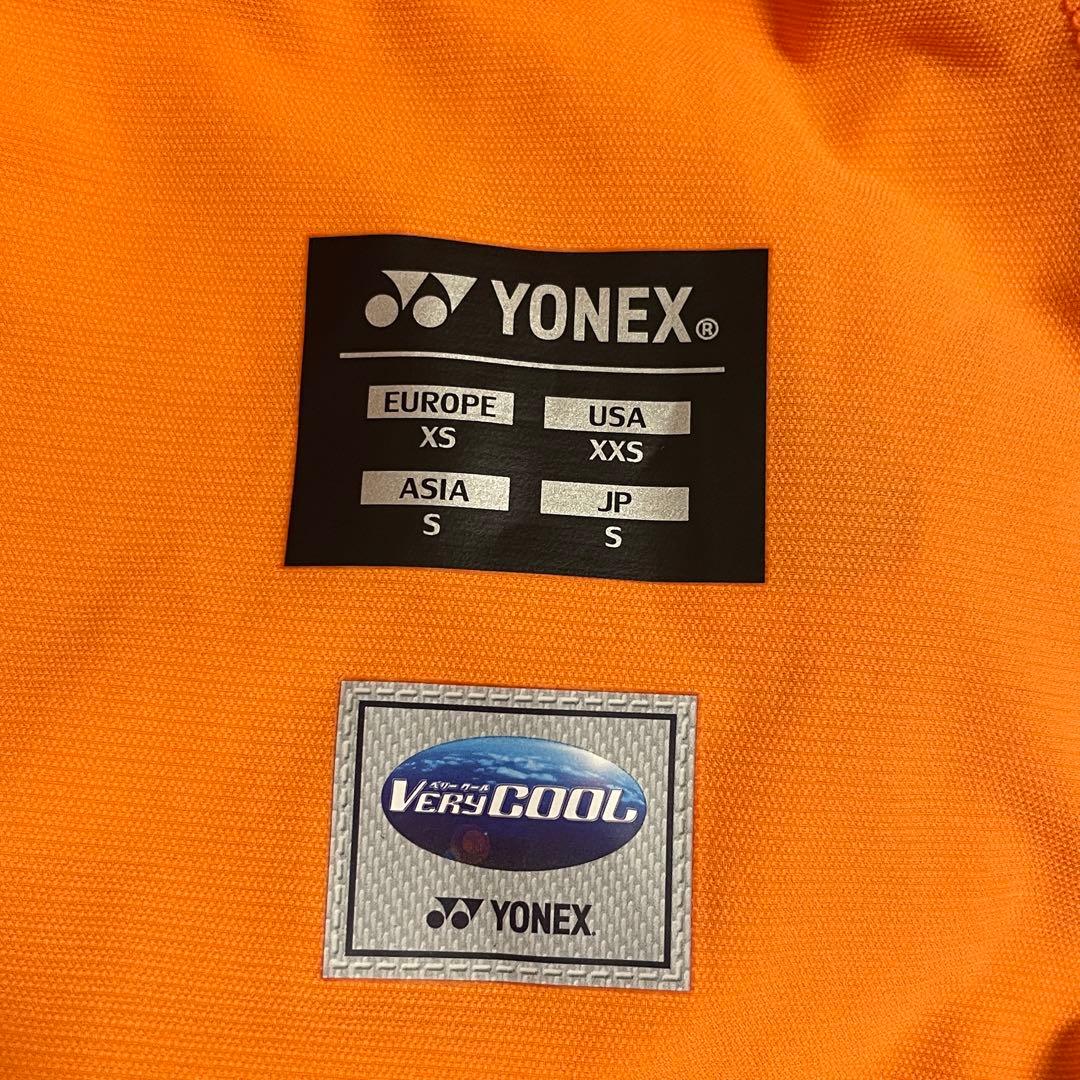 YONEX®
EUROPE USA
XS XXS
ASIA JP
S S
ベリークール
VERYCOOL
YONEX